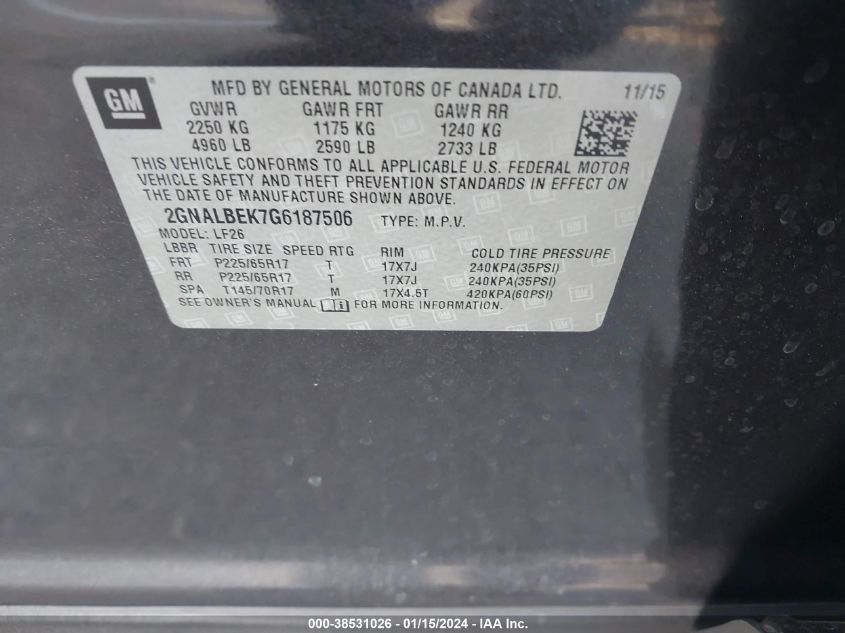 GM
MFD BY GENERAL MOTORS OF CANADA LTD. 11/15
GVWR GAWR FRT GAWR RR
2250 KG 1175 KG 1240 KG
4960 LB 2590 LB 2733 LB
THIS VEHICLE CONFORMS TO ALL APPLICABLE U.S. FEDERAL MOTOR
VEHICLE SAFETY AND THEFT PREVENTION STANDARDS IN EFFECT ON
THE DATE OF MANUFACTURE SHOWN ABOVE.
2GNALBEK7G6187506 TYPE: M.P.V.
MODEL: LF26
LBBR TIRE SIZE SPEED RTG RIM COLD TIRE PRESSURE
FRT P225/65R17 T 17X7J 240KPA(35PSI)
RR P225/65R17 T 17X7J 240KPA(35PSI)
SPA T145/70R17 M 17X4.5T 420KPA(60PSI)
SEE OWNER'S MANUAL i FOR MORE INFORMATION.
000-38531026 - 01/15/2024 - IAA Inc.